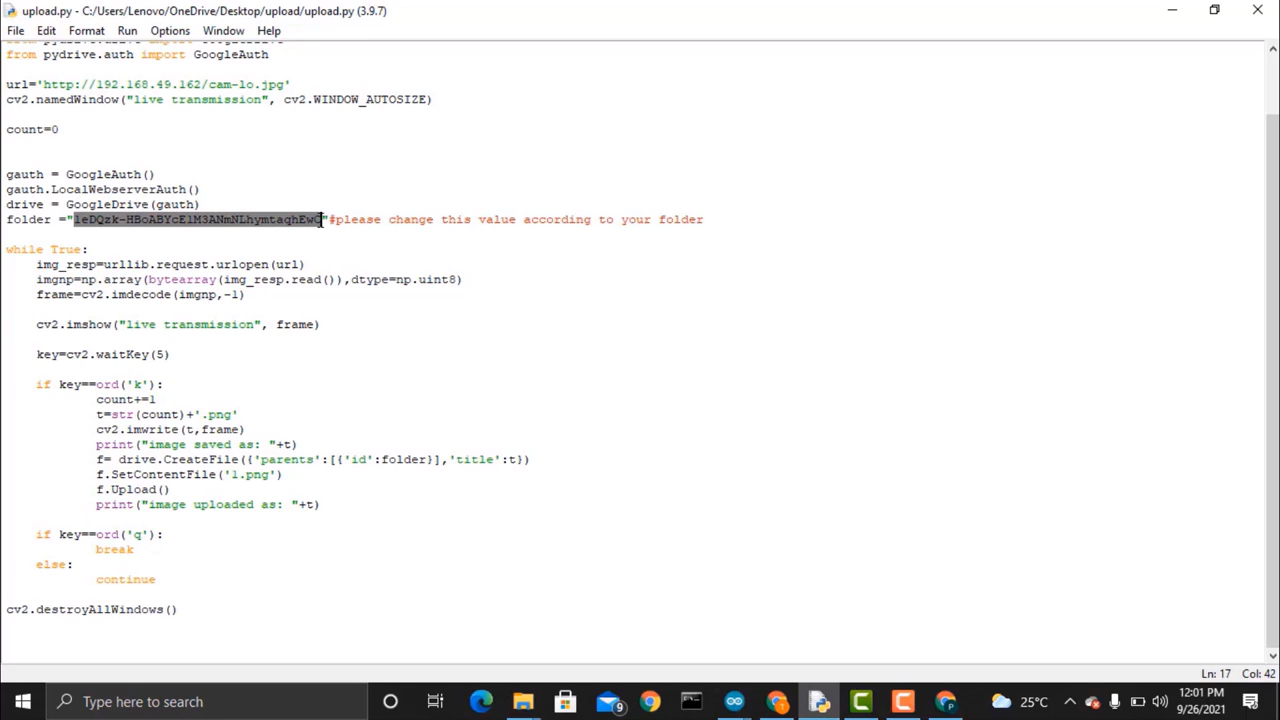 upload.py - C:/Users/Lenovo/OneDrive/Desktop/upload/upload.py (3.9.7)
File Edit Format Run Options Window Help
from pydrive.auth import GoogleAuth
url='http://192.168.49.162/cam-lo.jpg'
cv2.namedWindow("live transmission", cv2.WINDOW_AUTOSIZE)
count=0
gauth = GoogleAuth()
gauth.LocalWebserverAuth()
drive = GoogleDrive(gauth)
folder ="#please change this value according to your folder
while True:
img_resp=urllib.request.urlopen(url)
imgnp=np.array(bytearray(img_resp.read()),dtype=np.uint8)
frame=cv2.imdecode(imgnp,-1)
cv2.imshow("live transmission", frame)
key=cv2.waitKey(5)
if key==ord('k'):
count+=1
t=str(count)+'.png'
cv2.imwrite(t,frame)
print("image saved as: "+t)
f= drive.CreateFile({'parents':[{'id':folder}],'title':t})
f.SetContentFile('1.png')
f.Upload()
print("image uploaded as: "+t)
if key==ord('q'):
break
else:
continue
cv2.destroyAllWindows()
Ln: 17 Col: 42
Type here to search
9
25°C
12:01 PM
9/26/2021